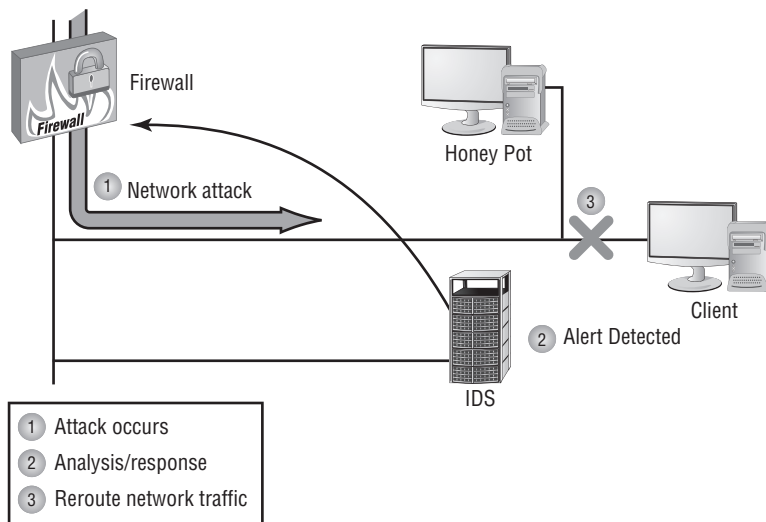 Firewall
Firewall
Honey Pot
1 Network attack
3
Client
2 Alert Detected
IDS
1 Attack occurs
2 Analysis/response
3 Reroute network traffic